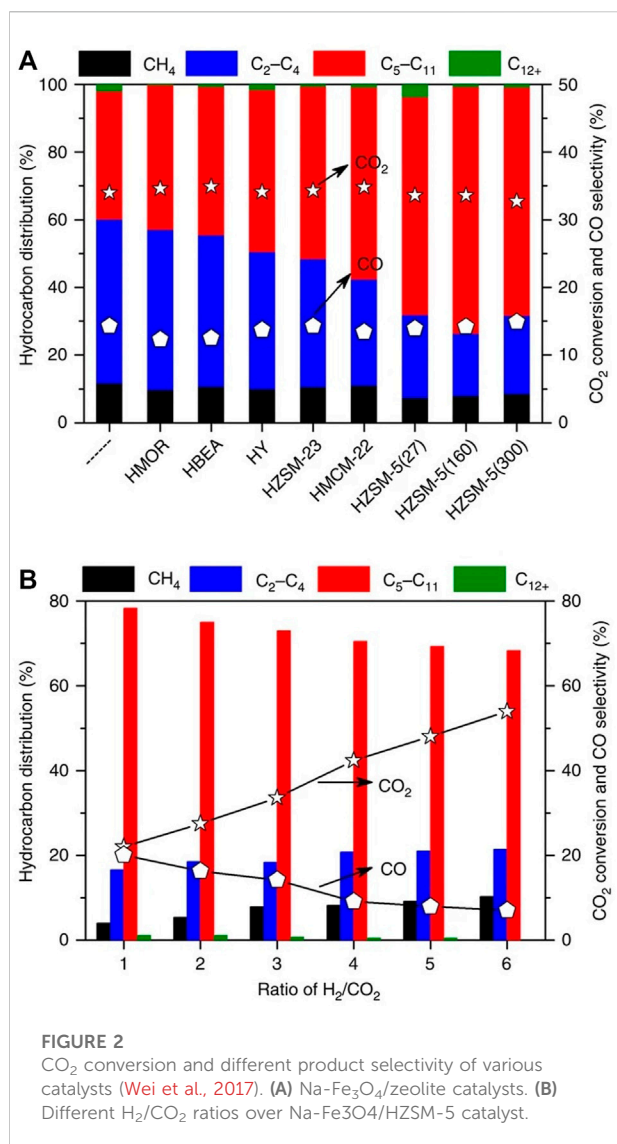 A
CH₄ C₂–C₄ C₅–C₁₁ C₁₂₊
100
80
60
40
20
0
Hydrocarbon distribution (%)
50
40
30
20
10
0
CO₂ conversion and CO selectivity (%)
CO₂
CO
------
HMOR
HBEA
HY
HZSM-23
HMCM-22
HZSM-5(27)
HZSM-5(160)
HZSM-5(300)
B
CH₄ C₂–C₄ C₅–C₁₁ C₁₂₊
80
60
40
20
0
Hydrocarbon distribution (%)
80
60
40
20
0
CO₂ conversion and CO selectivity (%)
CO₂
CO
1 2 3 4 5 6
Ratio of H₂/CO₂
FIGURE 2
CO₂ conversion and different product selectivity of various
catalysts (Wei et al., 2017). (A) Na-Fe₃O₄/zeolite catalysts. (B)
Different H₂/CO₂ ratios over Na-Fe3O4/HZSM-5 catalyst.